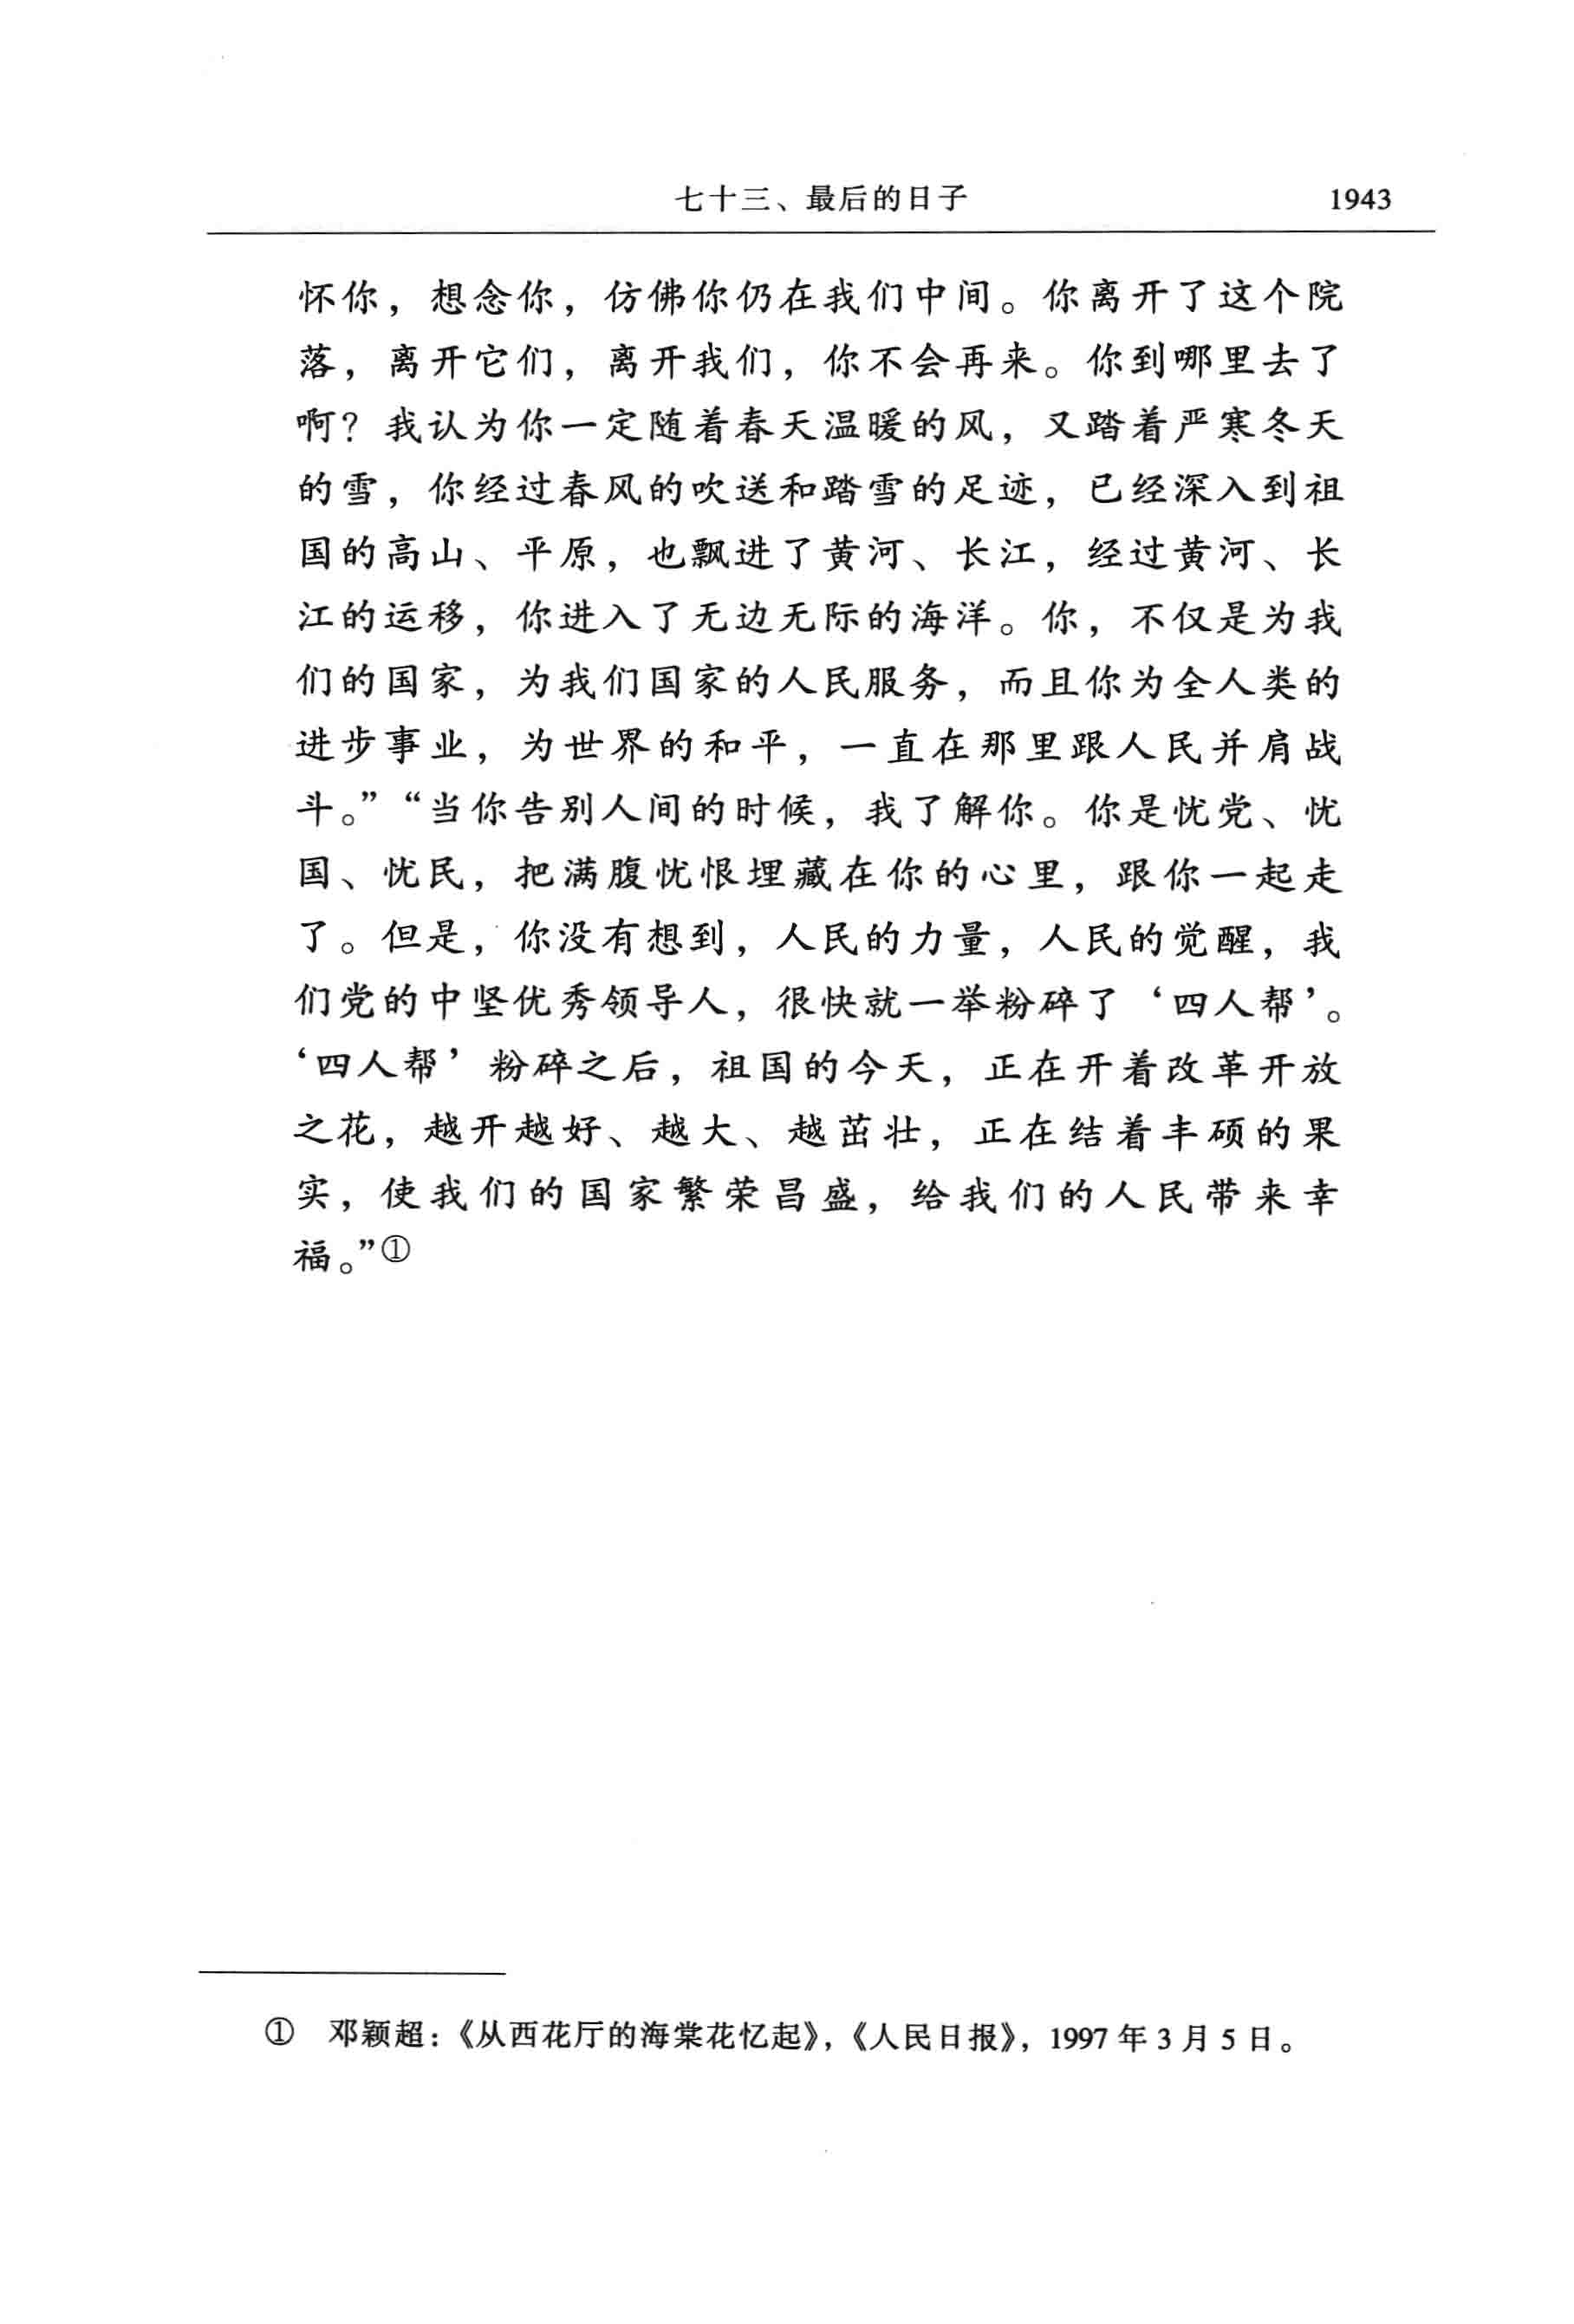 七十三、最后的日子 1943
怀你，想念你，仿佛你仍在我们中间。你离开了这个院
落，离开它们，离开我们，你不会再来。你到哪里去了
啊？我认为你一定随着春天温暖的风，又踏着严寒冬天
的雪，你经过春风的吹送和踏雪的足迹，已经深入到祖
国的高山、平原，也飘进了黄河、长江，经过黄河、长
江的运移，你进入了无边无际的海洋。你，不仅是为我
们的国家，为我们国家的人民服务，而且你为全人类的
进步事业，为世界的和平，一直在那里跟人民并肩战
斗。”“当你告别人间的时候，我了解你。你是忧党、忧
国、忧民，把满腹忧恨埋藏在你的心里，跟你一起走
了。但是，你没有想到，人民的力量，人民的觉醒，我
们党的中坚优秀领导人，很快就一举粉碎了‘四人帮’。
‘四人帮’粉碎之后，祖国的今天，正在开着改革开放
之花，越开越好、越大、越茁壮，正在结着丰硕的果
实，使我们的国家繁荣昌盛，给我们的人民带来幸
福。”①
① 邓颖超：《从西花厅的海棠花忆起》，《人民日报》，1997年3月5日。